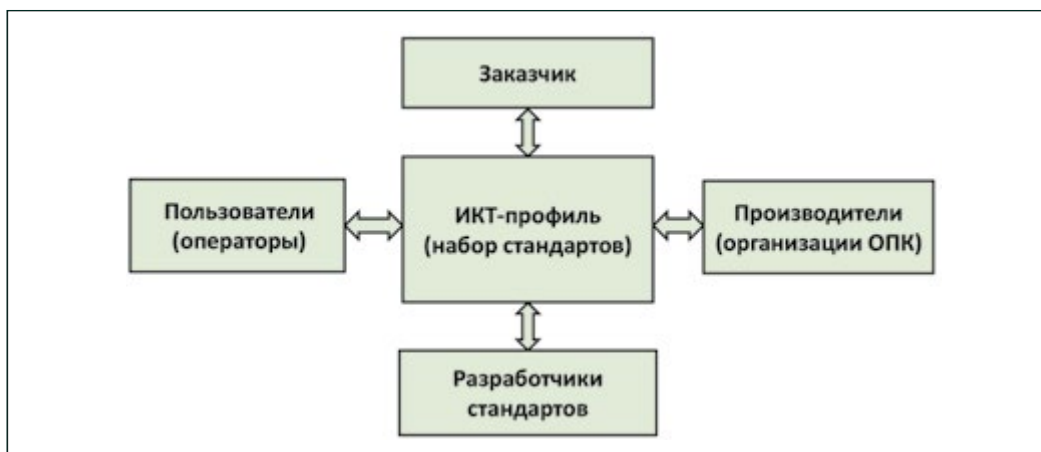 Заказчик
Пользователи
(операторы)
ИКТ-профиль
(набор стандартов)
Производители
(организации ОПК)
Разработчики
стандартов